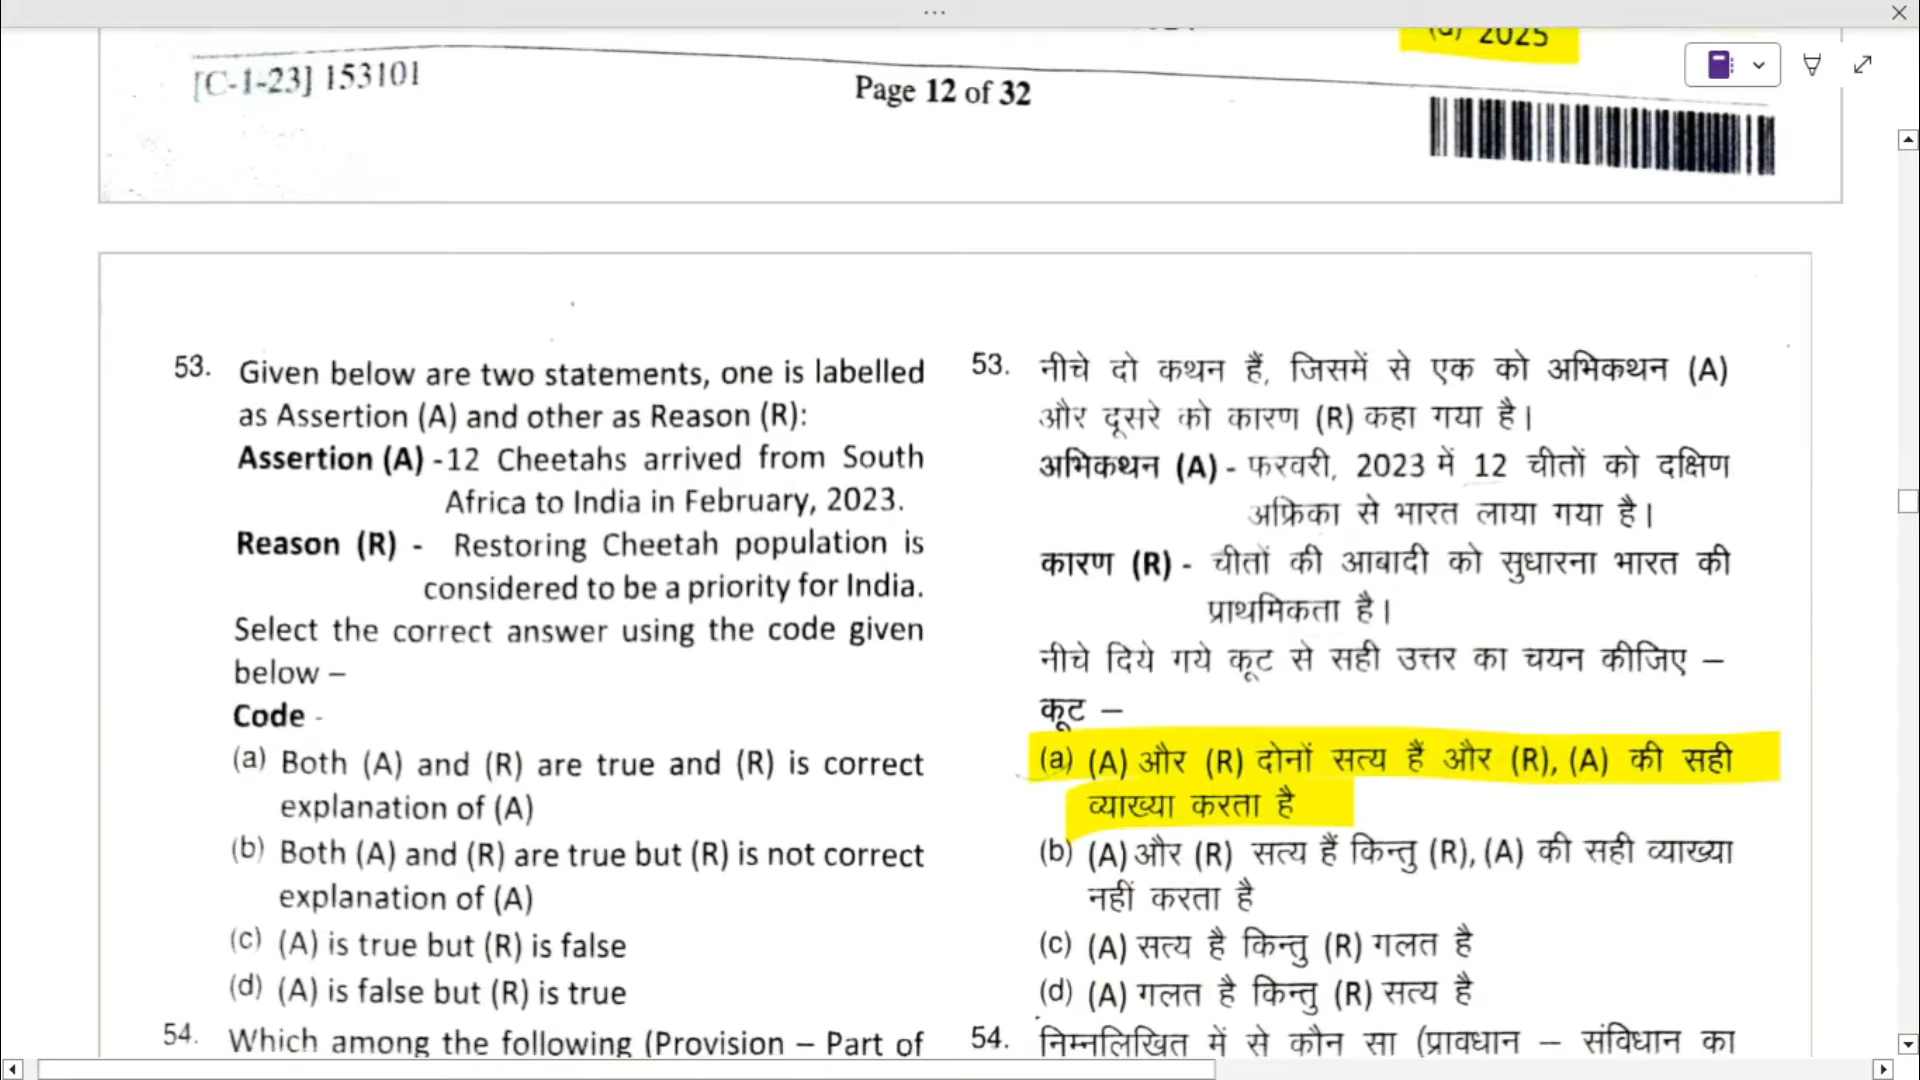 (d) 2025
[C-1-23] 153101
Page 12 of 32
53. Given below are two statements, one is labelled
as Assertion (A) and other as Reason (R):
Assertion (A) -12 Cheetahs arrived from South
Africa to India in February, 2023.
Reason (R) - Restoring Cheetah population is
considered to be a priority for India.
Select the correct answer using the code given
below –
Code -
(a) Both (A) and (R) are true and (R) is correct
explanation of (A)
(b) Both (A) and (R) are true but (R) is not correct
explanation of (A)
(c) (A) is true but (R) is false
(d) (A) is false but (R) is true
54. Which among the following (Provision – Part of
53. नीचे दो कथन हैं, जिसमें से एक को अभिकथन (A)
और दूसरे को कारण (R) कहा गया है।
अभिकथन (A) - फरवरी, 2023 में 12 चीतों को दक्षिण
अफ्रिका से भारत लाया गया है।
कारण (R) - चीतों की आबादी को सुधारना भारत की
प्राथमिकता है।
नीचे दिये गये कूट से सही उत्तर का चयन कीजिए –
कूट –
(a) (A) और (R) दोनों सत्य हैं और (R), (A) की सही
व्याख्या करता है
(b) (A) और (R) सत्य हैं किन्तु (R), (A) की सही व्याख्या
नहीं करता है
(c) (A) सत्य है किन्तु (R) गलत है
(d) (A) गलत है किन्तु (R) सत्य है
54. निम्नलिखित में से कौन सा (प्रावधान – संविधान का